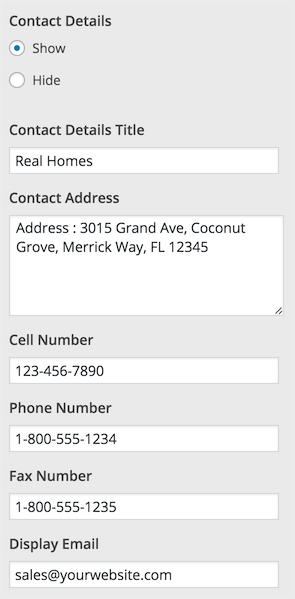 Contact Details
Show
Hide
Contact Details Title
Real Homes
Contact Address
Address : 3015 Grand Ave, Coconut
Grove, Merrick Way, FL 12345
Cell Number
123-456-7890
Phone Number
1-800-555-1234
Fax Number
1-800-555-1235
Display Email
sales@yourwebsite.com